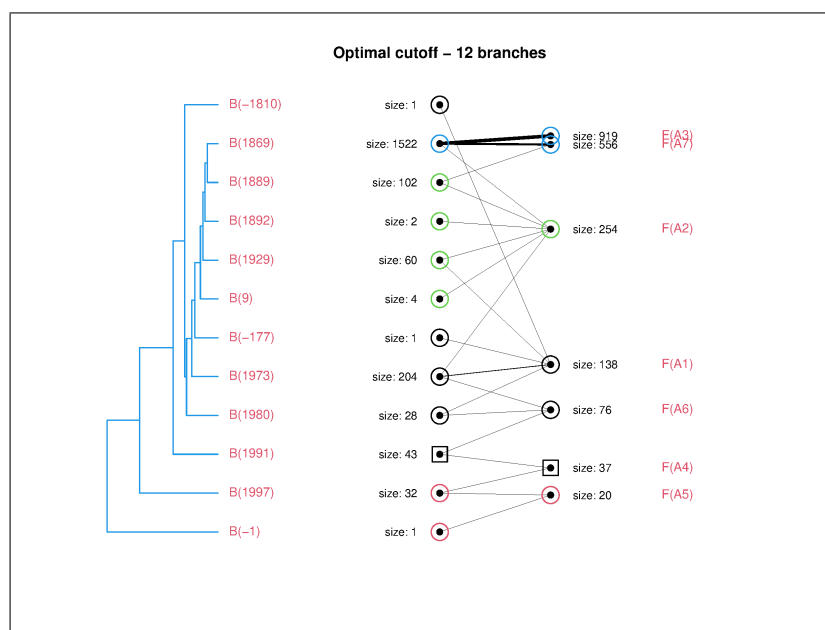 Optimal cutoff – 12 branches
B(−1810) size: 1
size: 919 F(A3)
B(1869) size: 1522 size: 556 F(A7)
B(1889) size: 102
B(1892) size: 2 size: 254 F(A2)
B(1929) size: 60
B(9) size: 4
B(−177) size: 1
size: 138 F(A1)
B(1973) size: 204
B(1980) size: 28 size: 76 F(A6)
B(1991) size: 43
size: 37 F(A4)
B(1997) size: 32 size: 20 F(A5)
B(−1) size: 1